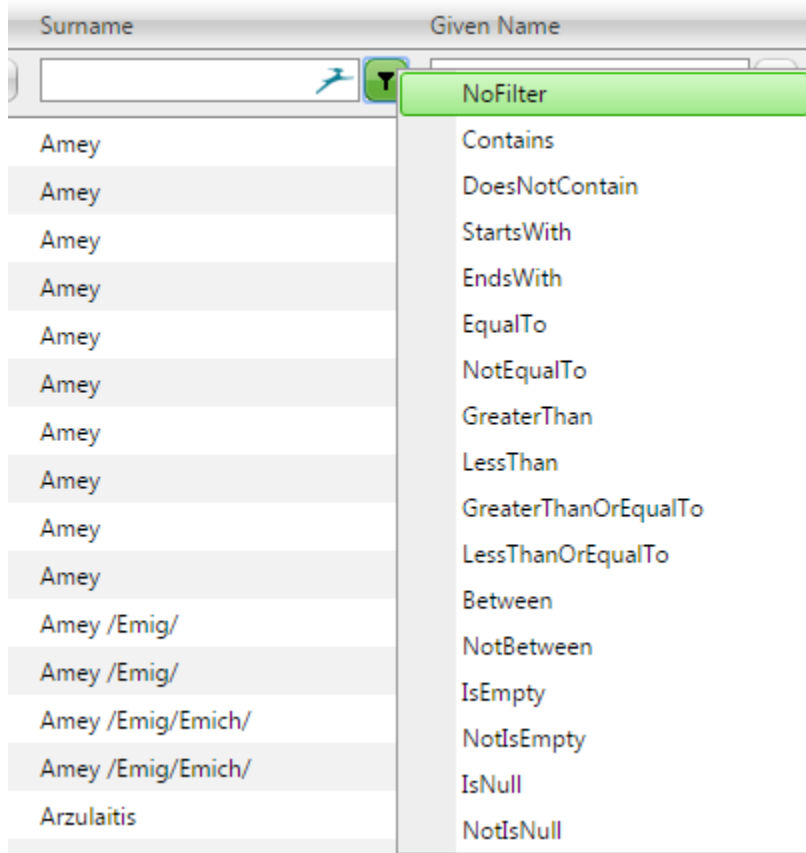 Surname Given Name
NoFilter
Contains
Amey
DoesNotContain
Amey
StartsWith
Amey
EndsWith
Amey
EqualTo
Amey
NotEqualTo
Amey
GreaterThan
Amey
LessThan
Amey
GreaterThanOrEqualTo
Amey
LessThanOrEqualTo
Amey
Between
Amey /Emig/
NotBetween
Amey /Emig/
IsEmpty
Amey /Emig/Emich/
NotIsEmpty
Amey /Emig/Emich/
IsNull
Arzulaitis
NotIsNull